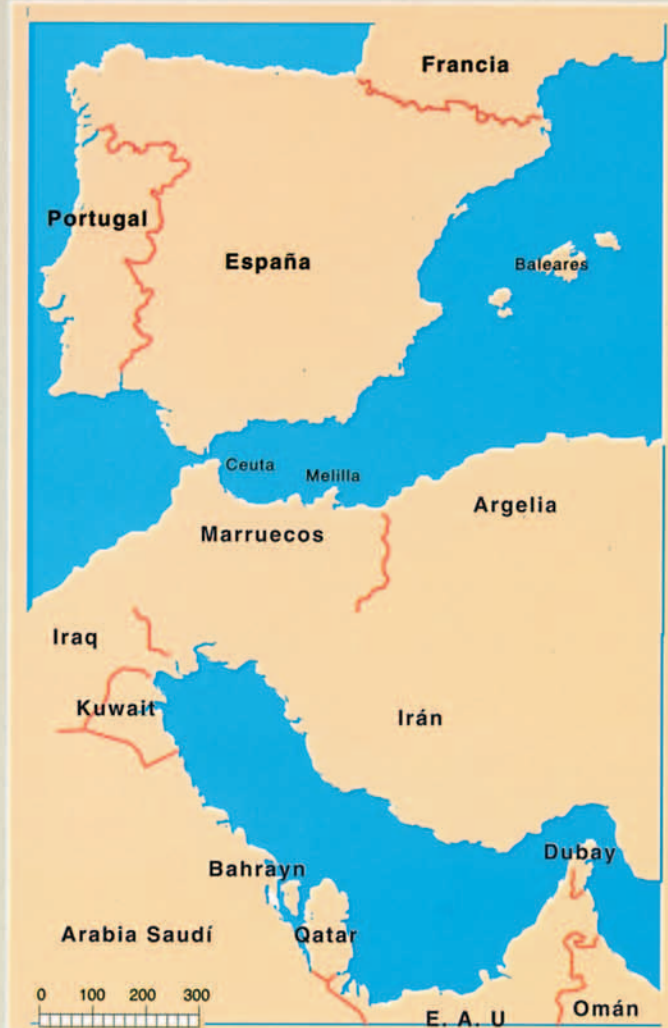 Francia
Portugal
España
Baleares
Ceuta
Melilla
Argelia
Marruecos
Iraq
Kuwait
Irán
Dubay
Bahrayn
Arabia Saudí
Qatar
0 100 200 300
E. A. U
Omán